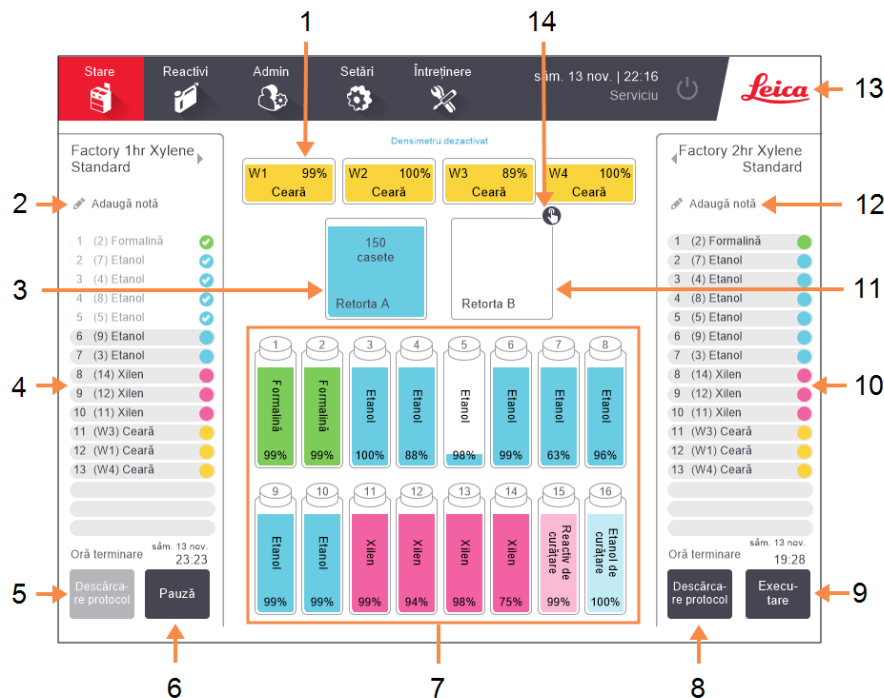 1
14
Stare
Reactivi
Admin
Setări
Întreținere
sâm. 13 nov. | 22:16
Serviciu
Leica
13
Factory 1hr Xylene
Standard
2
Adaugă notă
1 (2) Formalină
2 (7) Etanol
3 (4) Etanol
4 (8) Etanol
5 (5) Etanol
6 (9) Etanol
7 (3) Etanol
8 (14) Xilen
9 (12) Xilen
10 (11) Xilen
11 (W3) Ceară
12 (W1) Ceară
13 (W4) Ceară
3
4
Oră terminare
sâm. 13 nov.
23:23
5
Descărca-
re protocol
Pauză
6
Densimetru dezactivat
W1 99%
Ceară
W2 100%
Ceară
W3 89%
Ceară
W4 100%
Ceară
150
casete
Retorta A
Retorta B
11
1
Formalină
99%
2
Formalină
99%
3
Etanol
100%
4
Etanol
88%
5
Etanol
98%
6
Etanol
99%
7
Etanol
63%
8
Etanol
96%
9
Etanol
99%
10
Etanol
99%
11
Xilen
99%
12
Xilen
94%
13
Xilen
98%
14
Xilen
75%
15
Reactiv de
curățare
99%
16
Etanol de
curățare
100%
7
Factory 2hr Xylene
Standard
Adaugă notă
12
1 (2) Formalină
2 (7) Etanol
3 (4) Etanol
4 (8) Etanol
5 (5) Etanol
6 (9) Etanol
7 (3) Etanol
8 (14) Xilen
9 (12) Xilen
10 (11) Xilen
11 (W3) Ceară
12 (W1) Ceară
13 (W4) Ceară
10
Oră terminare
sâm. 13 nov.
19:28
Descărca-
re protocol
Execu-
tare
9
8